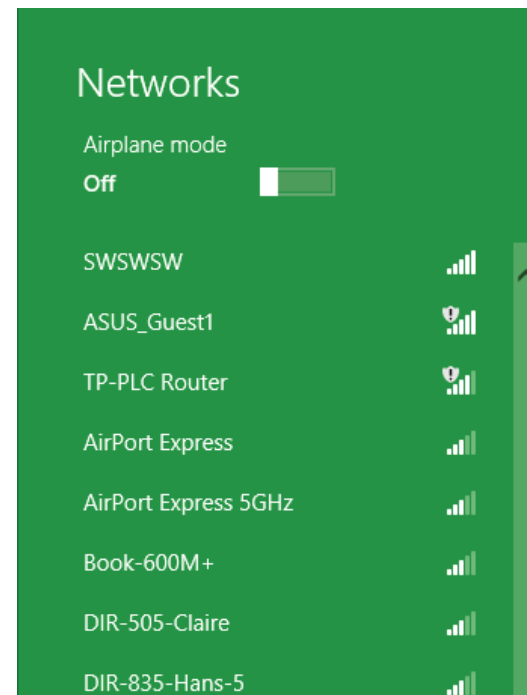 Networks
Airplane mode
Off
SWSWSW
ASUS_Guest1
TP-PLC Router
AirPort Express
AirPort Express 5GHz
Book-600M+
DIR-505-Claire
DIR-835-Hans-5